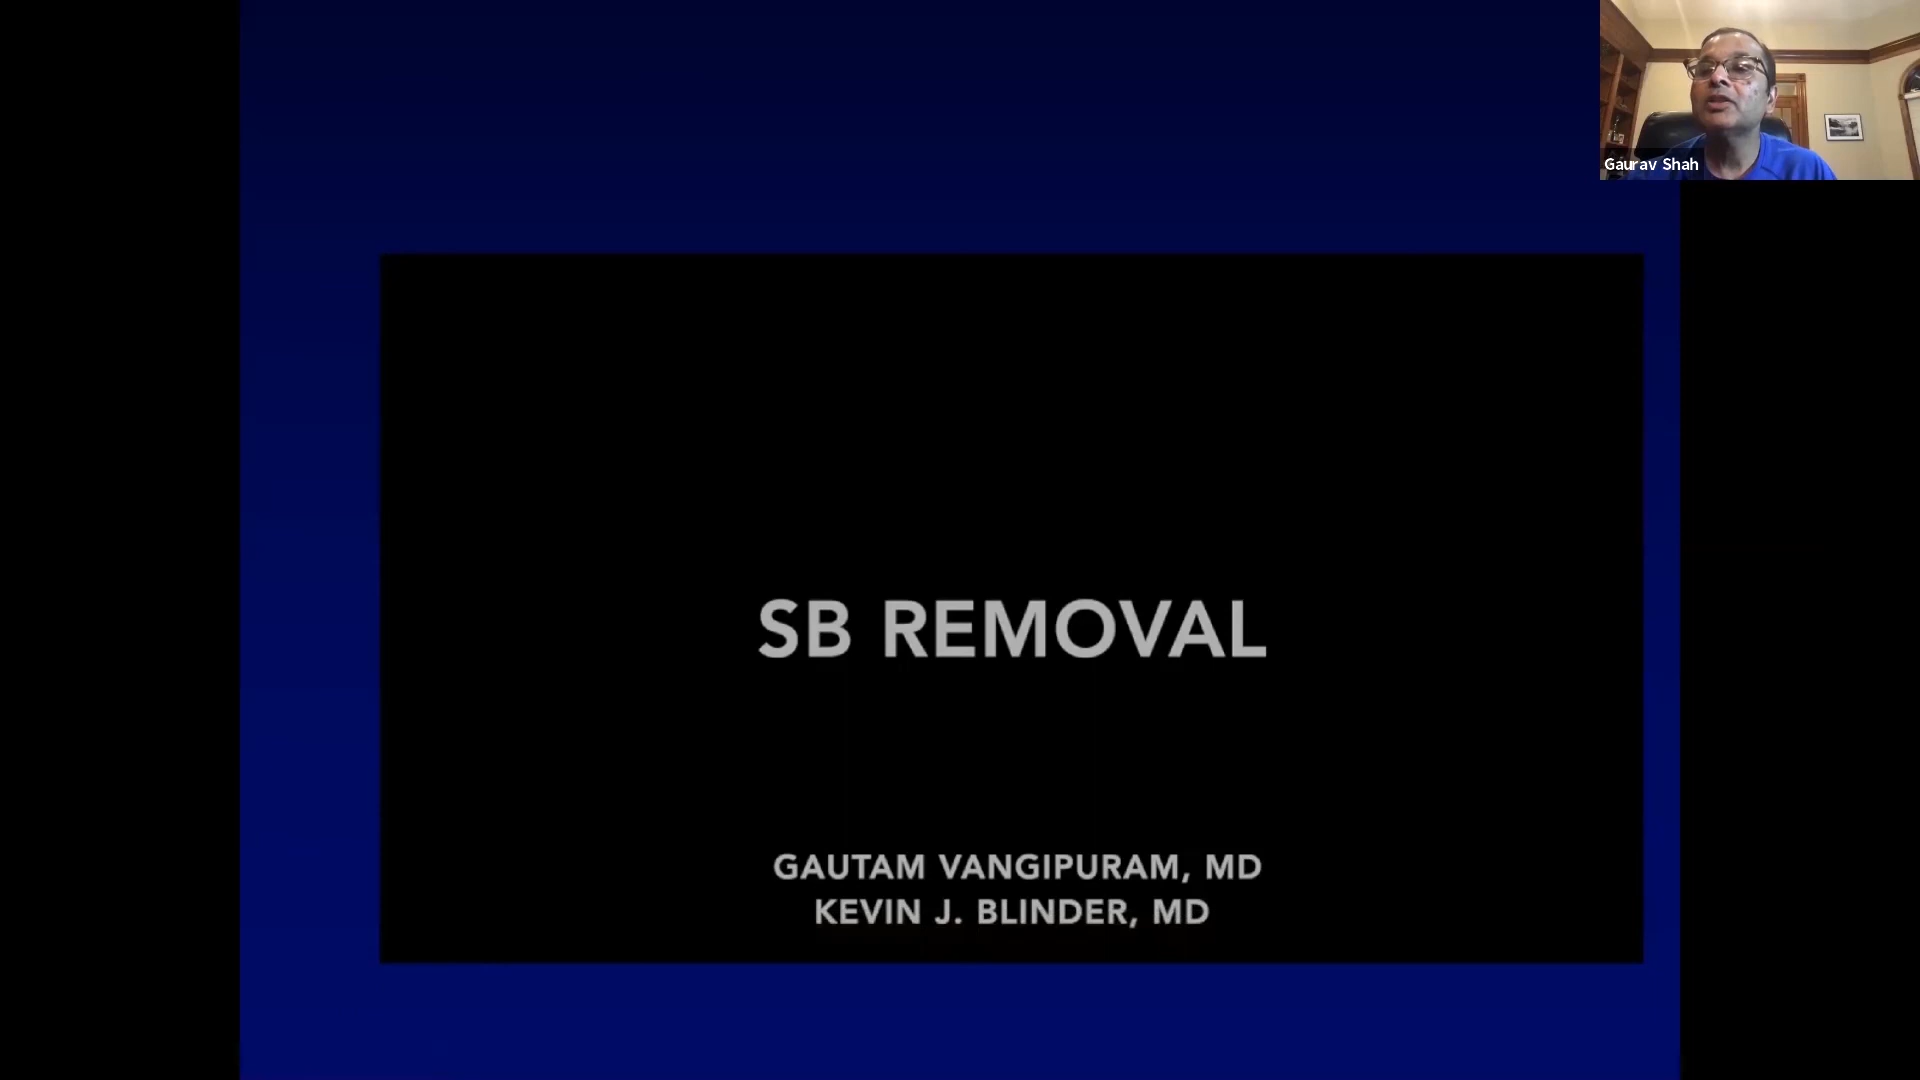 Gaurav Shah
SB REMOVAL
GAUTAM VANGIPURAM, MD
KEVIN J. BLINDER, MD